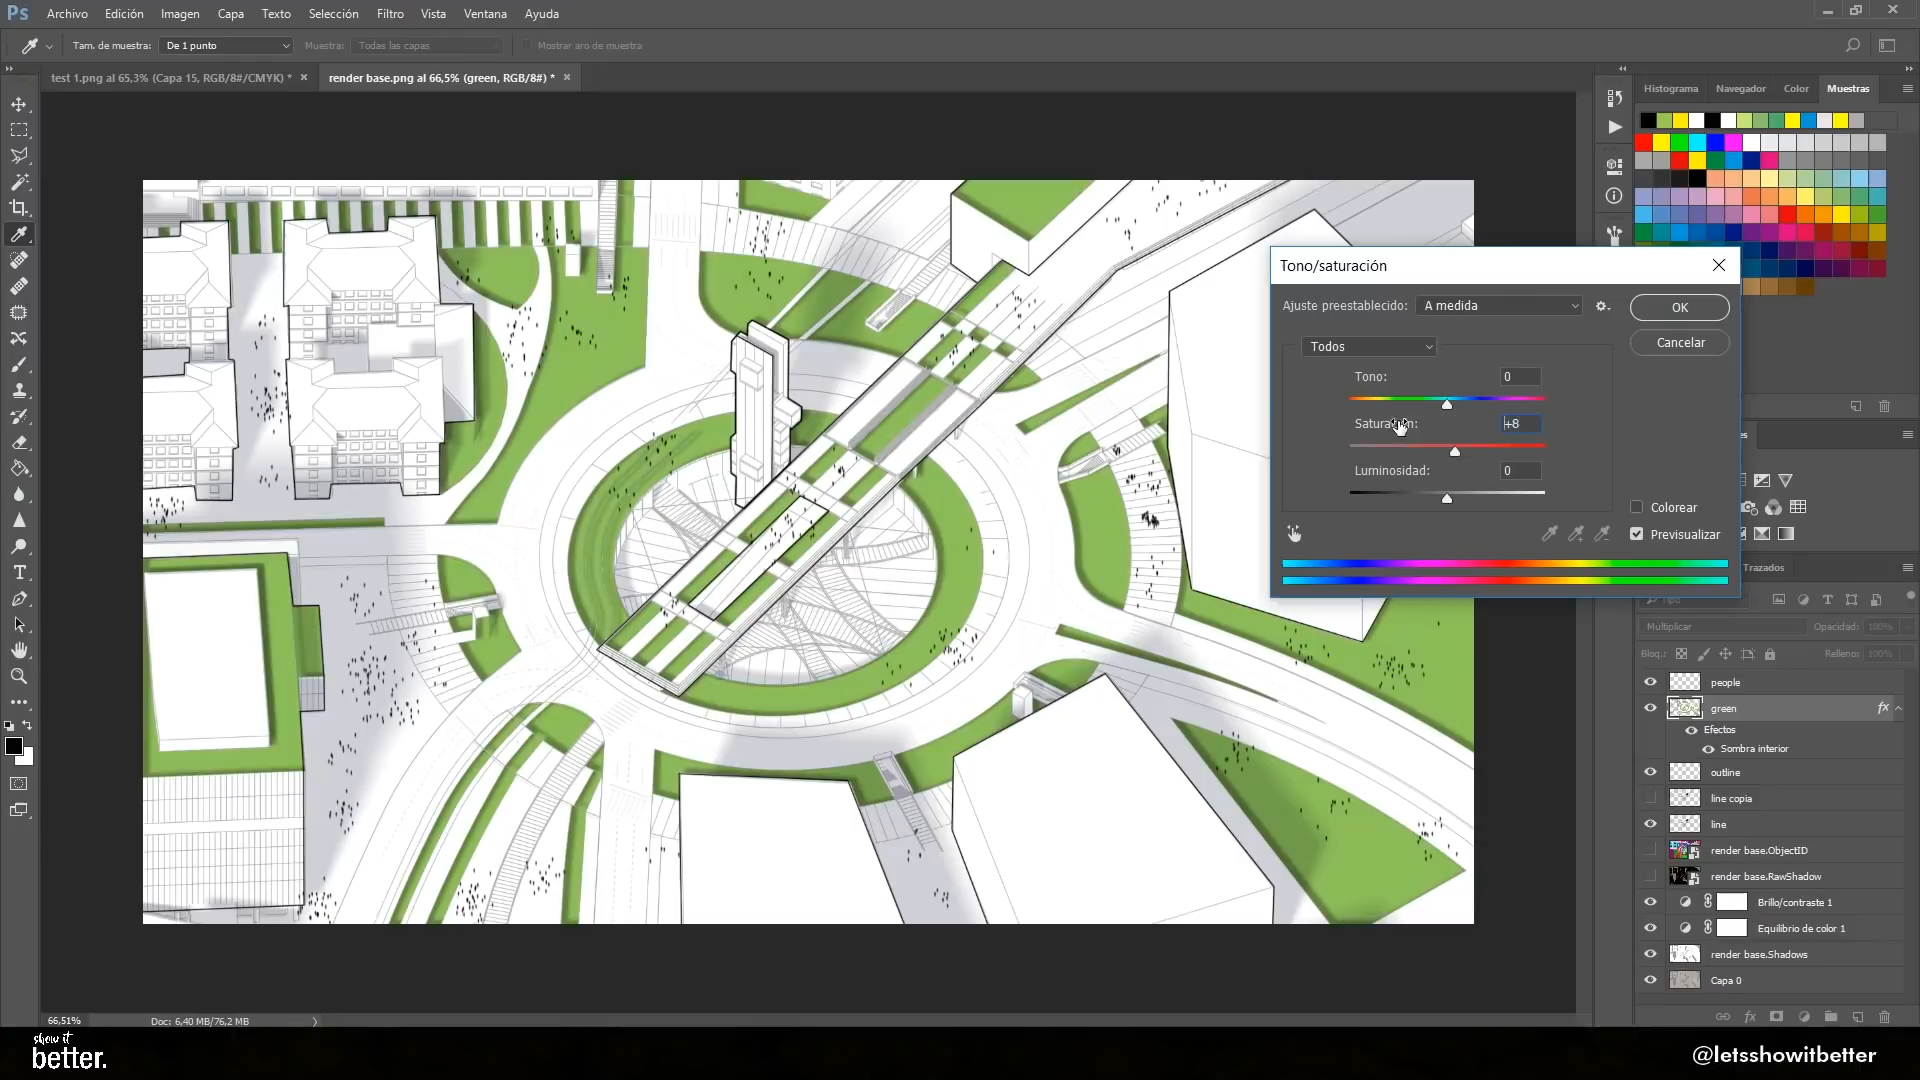 Ps Archivo Edición Imagen Capa Texto Selección Filtro Vista Ventana Ayuda
Tam. de muestra: De 1 punto Muestra: Todas las capas Mostrar aro de muestra
test 1.png al 65,3% (Capa 15, RGB/8#/CMYK) * × render base.png al 66,5% (green, RGB/8#) * ×
Histograma Navegador Color Muestras
Tono/saturación
Ajuste preestablecido: A medida OK
Todos Cancelar
Tono: 0
Saturación: +8
Luminosidad: 0
Colorear
Previsualizar
Trazados
Multiplicar Opacidad: 100%
Bloq.: Relleno: 100%
people
green fx
Efectos
Sombra interior
outline
line copia
line
render base.ObjectID
render base.RawShadow
Brillo/contraste 1
Equilibrio de color 1
render base.Shadows
Capa 0
66,51% Doc: 6,40 MB/76,2 MB
show it
better.
@letsshowitbetter